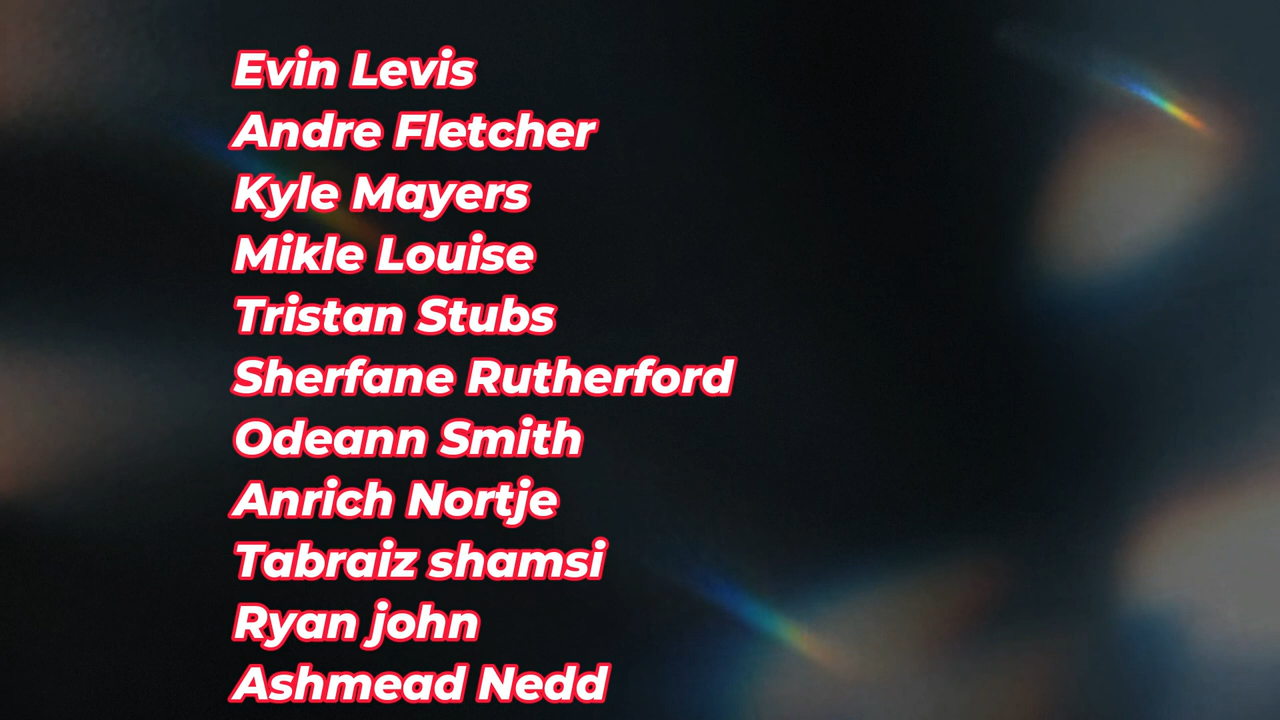 Evin Levis
Andre Fletcher
Kyle Mayers
Mikle Louise
Tristan Stubs
Sherfane Rutherford
Odeann Smith
Anrich Nortje
Tabraiz shamsi
Ryan john
Ashmead Nedd